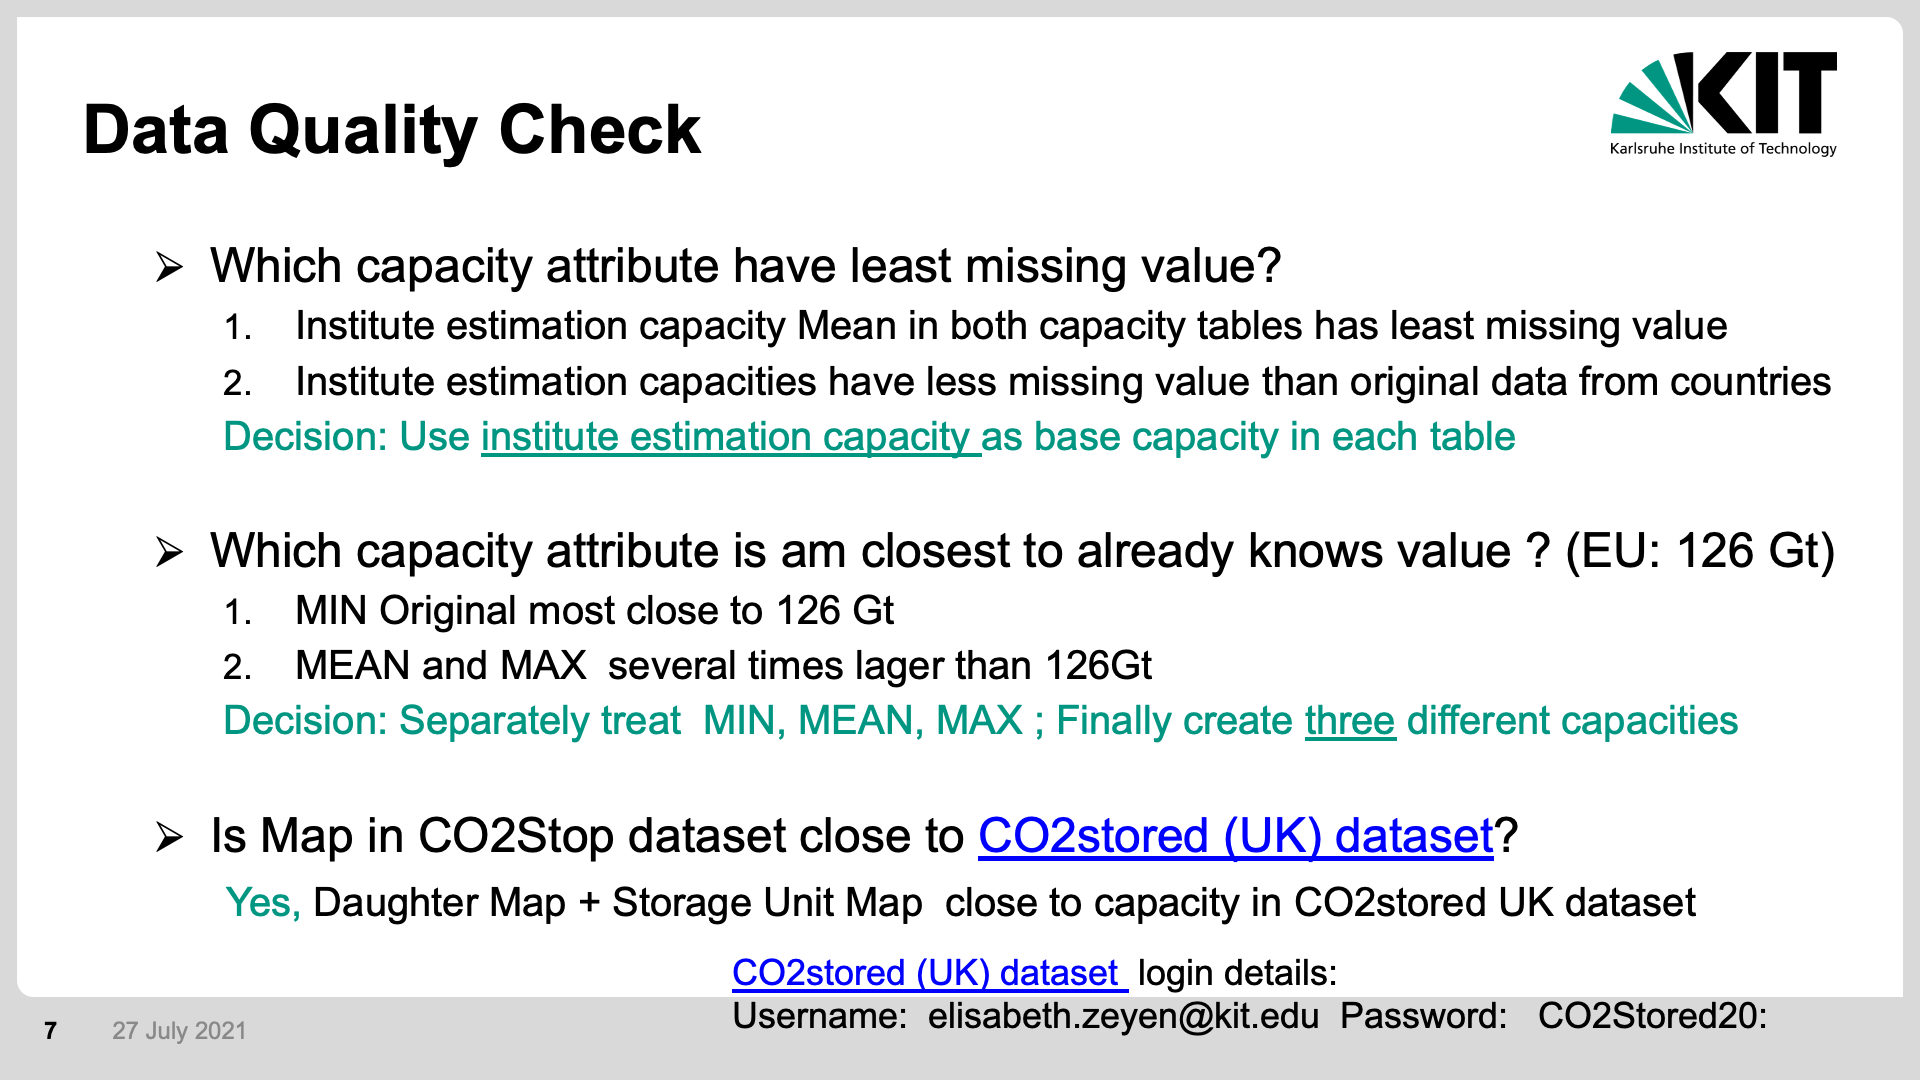 Data Quality Check
KIT
Karlsruhe Institute of Technology
➢ Which capacity attribute have least missing value?
1. Institute estimation capacity Mean in both capacity tables has least missing value
2. Institute estimation capacities have less missing value than original data from countries
Decision: Use institute estimation capacity as base capacity in each table
➢ Which capacity attribute is am closest to already knows value ? (EU: 126 Gt)
1. MIN Original most close to 126 Gt
2. MEAN and MAX  several times lager than 126Gt
Decision: Separately treat  MIN, MEAN, MAX ; Finally create three different capacities
➢ Is Map in CO2Stop dataset close to CO2stored (UK) dataset?
Yes, Daughter Map + Storage Unit Map  close to capacity in CO2stored UK dataset
CO2stored (UK) dataset  login details:
Username:  elisabeth.zeyen@kit.edu  Password:   CO2Stored20:
7 27 July 2021